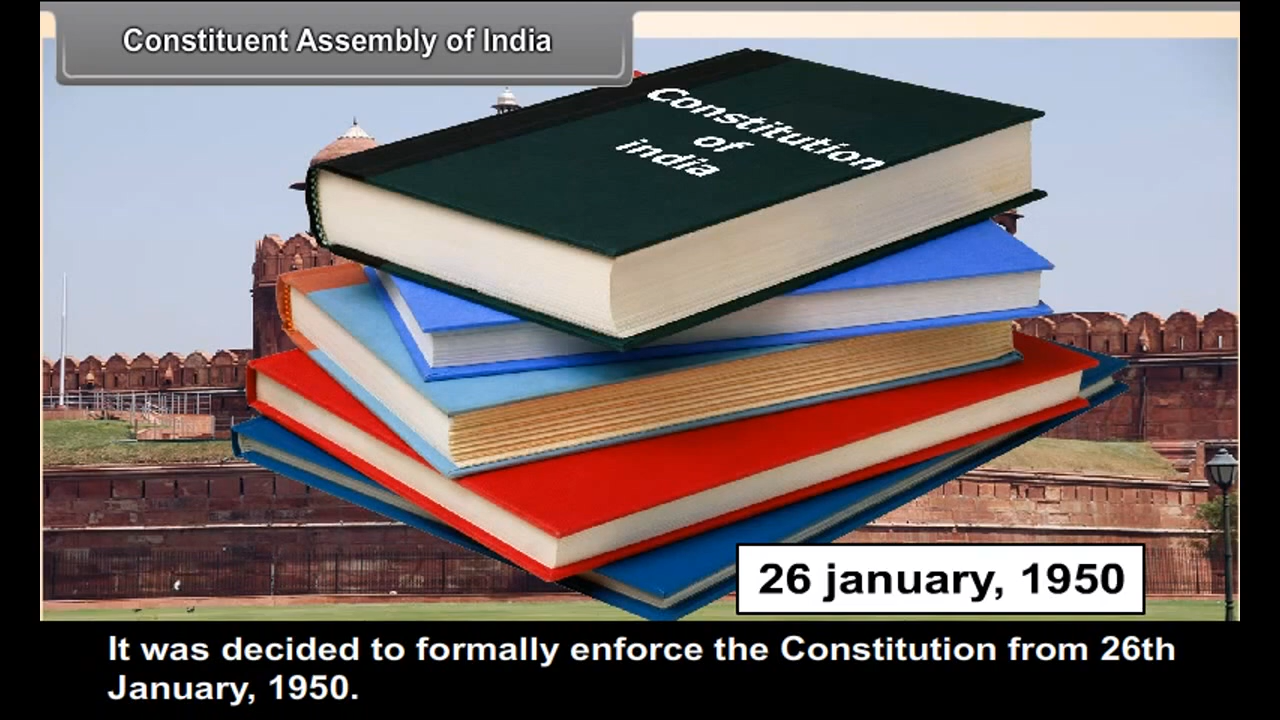 Constituent Assembly of India
Constitution
of
india
26 january, 1950
It was decided to formally enforce the Constitution from 26th
January, 1950.